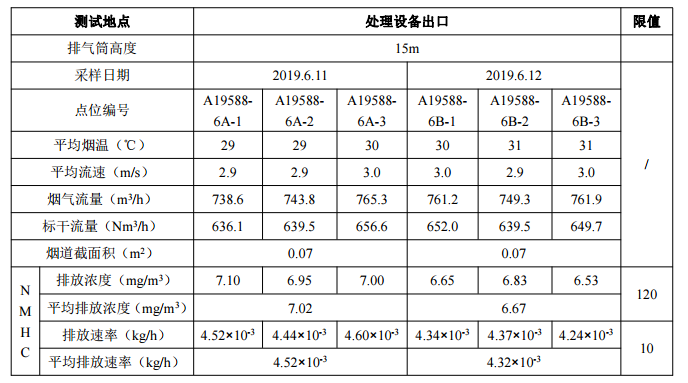 测试地点 处理设备出口 限值
排气筒高度 15m
采样日期 2019.6.11 2019.6.12
点位编号 A19588-6A-1 A19588-6A-2 A19588-6A-3 A19588-6B-1 A19588-6B-2 A19588-6B-3
平均烟温（℃） 29 29 30 30 31 31
平均流速（m/s） 2.9 2.9 3.0 3.0 2.9 3.0 /
烟气流量（m³/h） 738.6 743.8 765.3 761.2 749.3 761.9
标干流量（Nm³/h） 636.1 639.5 656.6 652.0 639.5 649.7
烟道截面积（m²） 0.07 0.07
NMHC 排放浓度（mg/m³） 7.10 6.95 7.00 6.65 6.83 6.53 120
平均排放浓度（mg/m³） 7.02 6.67
排放速率（kg/h） 4.52×10⁻³ 4.44×10⁻³ 4.60×10⁻³ 4.34×10⁻³ 4.37×10⁻³ 4.24×10⁻³ 10
平均排放速率（kg/h） 4.52×10⁻³ 4.32×10⁻³